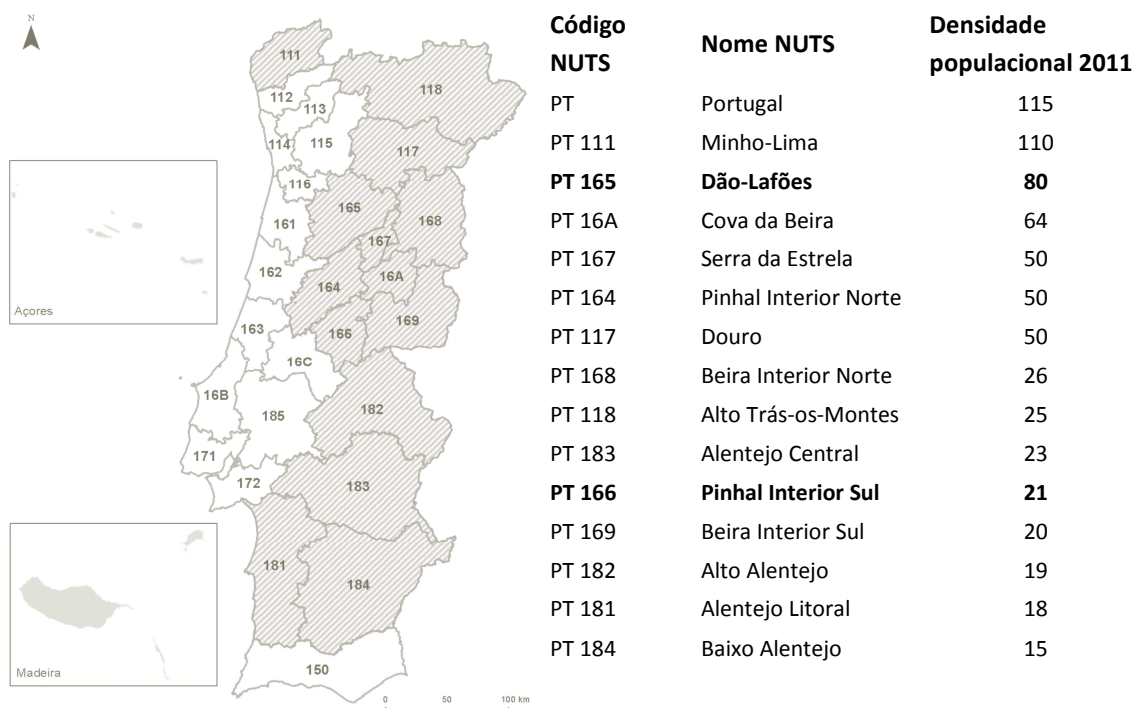 N
111
118
112
113
114
115
117
116
165
168
161
167
162
164
16A
163
166
169
16C
16B
182
185
171
172
183
181
184
150
Açores
Madeira
0 50 100 km
Código NUTS Nome NUTS Densidade populacional 2011
PT Portugal 115
PT 111 Minho-Lima 110
PT 165 Dão-Lafões 80
PT 16A Cova da Beira 64
PT 167 Serra da Estrela 50
PT 164 Pinhal Interior Norte 50
PT 117 Douro 50
PT 168 Beira Interior Norte 26
PT 118 Alto Trás-os-Montes 25
PT 183 Alentejo Central 23
PT 166 Pinhal Interior Sul 21
PT 169 Beira Interior Sul 20
PT 182 Alto Alentejo 19
PT 181 Alentejo Litoral 18
PT 184 Baixo Alentejo 15